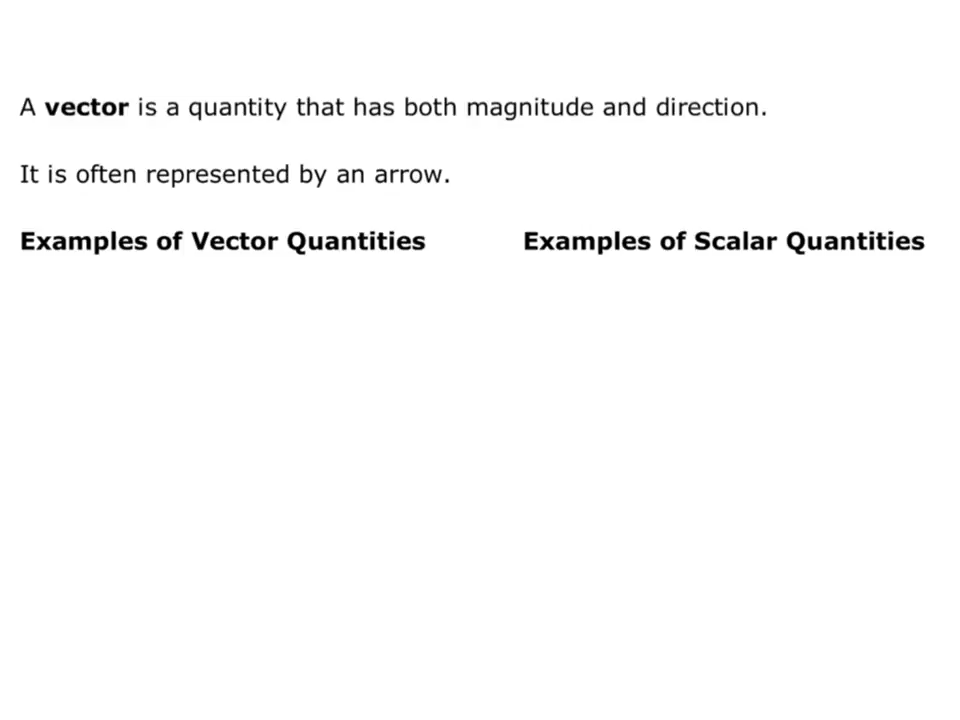 A vector is a quantity that has both magnitude and direction.
It is often represented by an arrow.
Examples of Vector Quantities Examples of Scalar Quantities